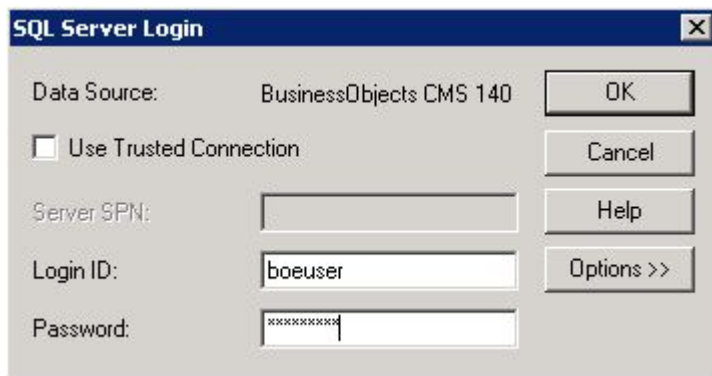 SQL Server Login
Data Source: BusinessObjects CMS 140 OK
Use Trusted Connection Cancel
Server SPN: Help
Login ID: boeuser Options >>
Password: *********